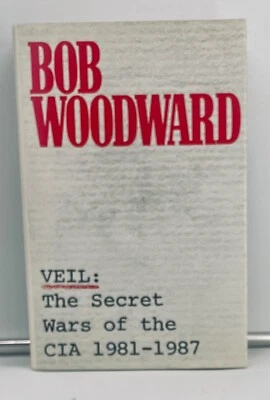 BOB
WOODWARD
VEIL:
The Secret
Wars of the
CIA 1981-1987